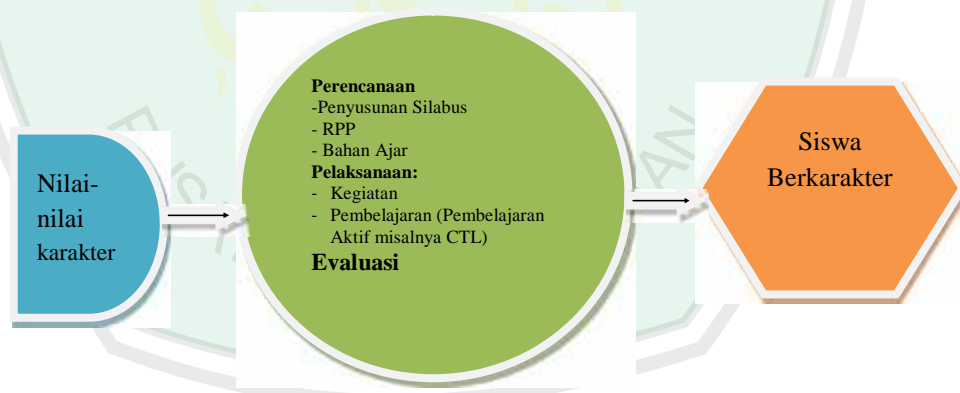 Nilai-
nilai
karakter
Perencanaan
-Penyusunan Silabus
- RPP
- Bahan Ajar
Pelaksanaan:
- Kegiatan
- Pembelajaran (Pembelajaran
Aktif misalnya CTL)
Evaluasi
Siswa
Berkarakter